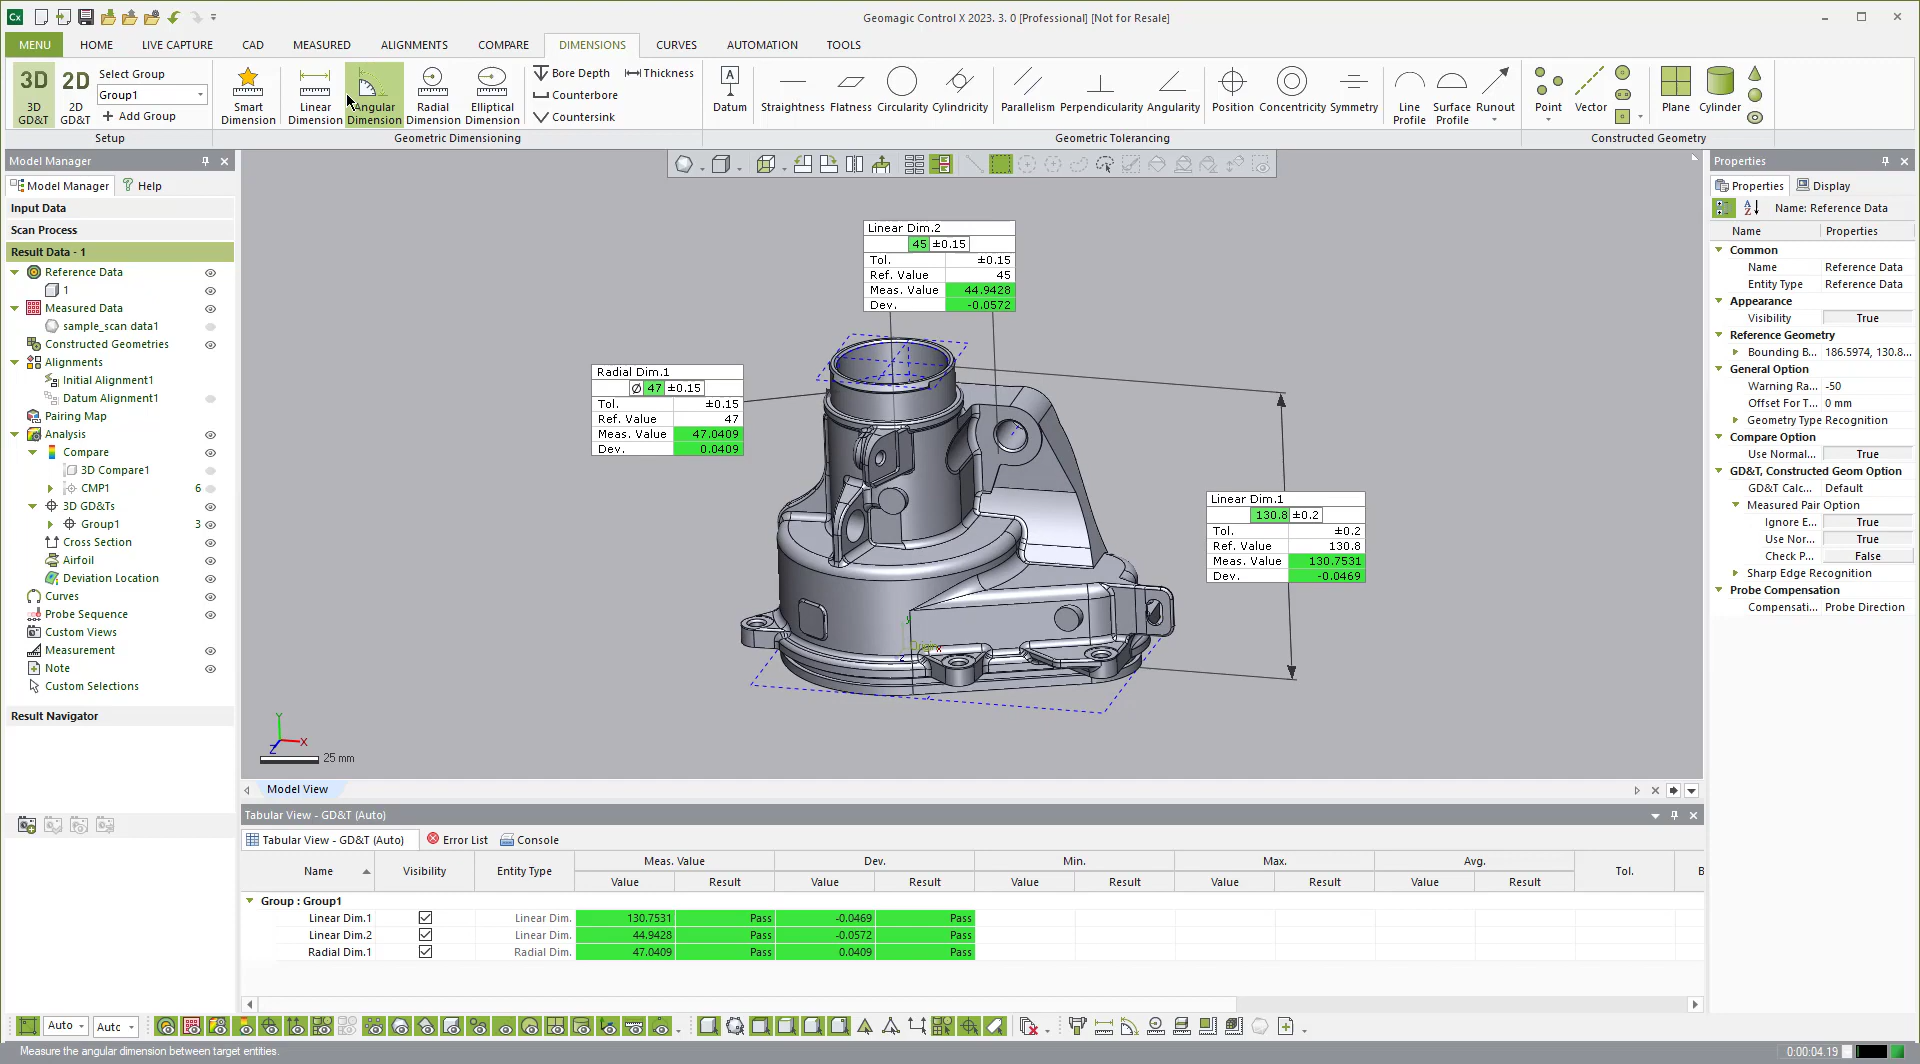 Cx
Geomagic Control X 2023. 3. 0 [Professional] [Not for Resale]
MENU HOME LIVE CAPTURE CAD MEASURED ALIGNMENTS COMPARE DIMENSIONS CURVES AUTOMATION TOOLS
3D 2D Select Group
Group1
3D GD&T 2D GD&T Add Group
Smart Dimension Linear Dimension Angular Dimension Radial Dimension Elliptical Dimension
Bore Depth Thickness
Counterbore
Countersink
Datum Straightness Flatness Circularity Cylindricity Parallelism Perpendicularity Angularity Position Concentricity Symmetry Line Profile Surface Profile Runout Point Vector Plane Cylinder
Setup Geometric Dimensioning Geometric Tolerancing Constructed Geometry
Model Manager
Model Manager Help
Input Data
Scan Process
Result Data - 1
Reference Data
1
Measured Data
sample_scan data1
Constructed Geometries
Alignments
Initial Alignment1
Datum Alignment1
Pairing Map
Analysis
Compare
3D Compare1
CMP1 6
3D GD&Ts
Group1 3
Cross Section
Airfoil
Deviation Location
Curves
Probe Sequence
Custom Views
Measurement
Note
Custom Selections
Result Navigator
Linear Dim.2
45 ±0.15
Tol. ±0.15
Ref. Value 45
Meas. Value 44.9428
Dev. -0.0572
Radial Dim.1
Ø 47 ±0.15
Tol. ±0.15
Ref. Value 47
Meas. Value 47.0409
Dev. 0.0409
Linear Dim.1
130.8 ±0.2
Tol. ±0.2
Ref. Value 130.8
Meas. Value 130.7531
Dev. -0.0469
Y
X
Z
25 mm
Model View
Properties
Properties Display
Name: Reference Data
Name Properties
Common
Name Reference Data
Entity Type Reference Data
Appearance
Visibility True
Reference Geometry
Bounding B... 186.5974, 130.8...
General Option
Warning Ra... -50
Offset For T... 0 mm
Geometry Type Recognition
Compare Option
Use Normal... True
GD&T, Constructed Geom Option
GD&T Calc... Default
Measured Pair Option
Ignore E... True
Use Nor... True
Check P... False
Sharp Edge Recognition
Probe Compensation
Compensati... Probe Direction
Tabular View - GD&T (Auto)
Tabular View - GD&T (Auto) Error List Console
Name Visibility Entity Type Meas. Value Dev. Min. Max. Avg. Tol. B
Value Result Value Result Value Result Value Result Value Result
Group : Group1
Linear Dim.1 Linear Dim. 130.7531 Pass -0.0469 Pass
Linear Dim.2 Linear Dim. 44.9428 Pass -0.0572 Pass
Radial Dim.1 Radial Dim. 47.0409 Pass 0.0409 Pass
Auto Autc
Measure the angular dimension between target entities. 0:00:04.19